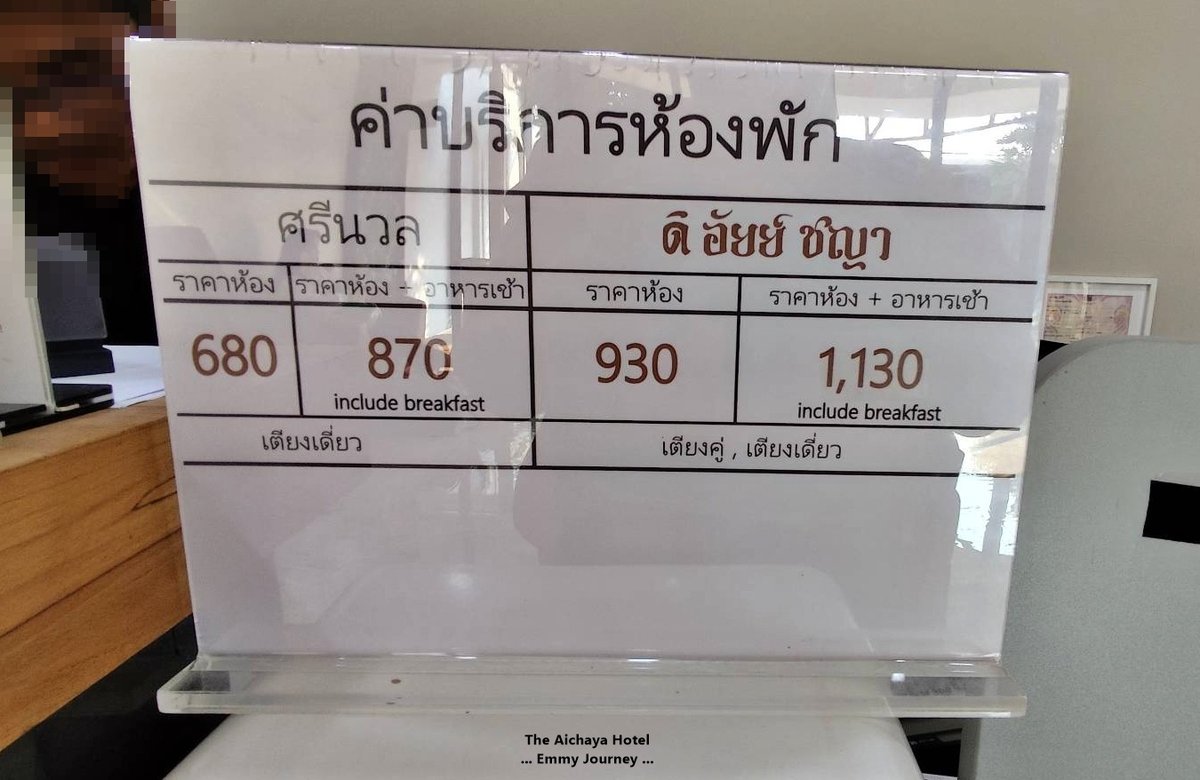 ค่าบริการห้องพัก
ศรีนวล
ดิ อัยย์ ชญา
ราคาห้อง
ราคาห้อง + อาหารเช้า
ราคาห้อง
ราคาห้อง + อาหารเช้า
680
870
930
1,130
include breakfast
include breakfast
เตียงเดี่ยว
เตียงคู่ , เตียงเดี่ยว
The Aichaya Hotel
... Emmy Journey ...